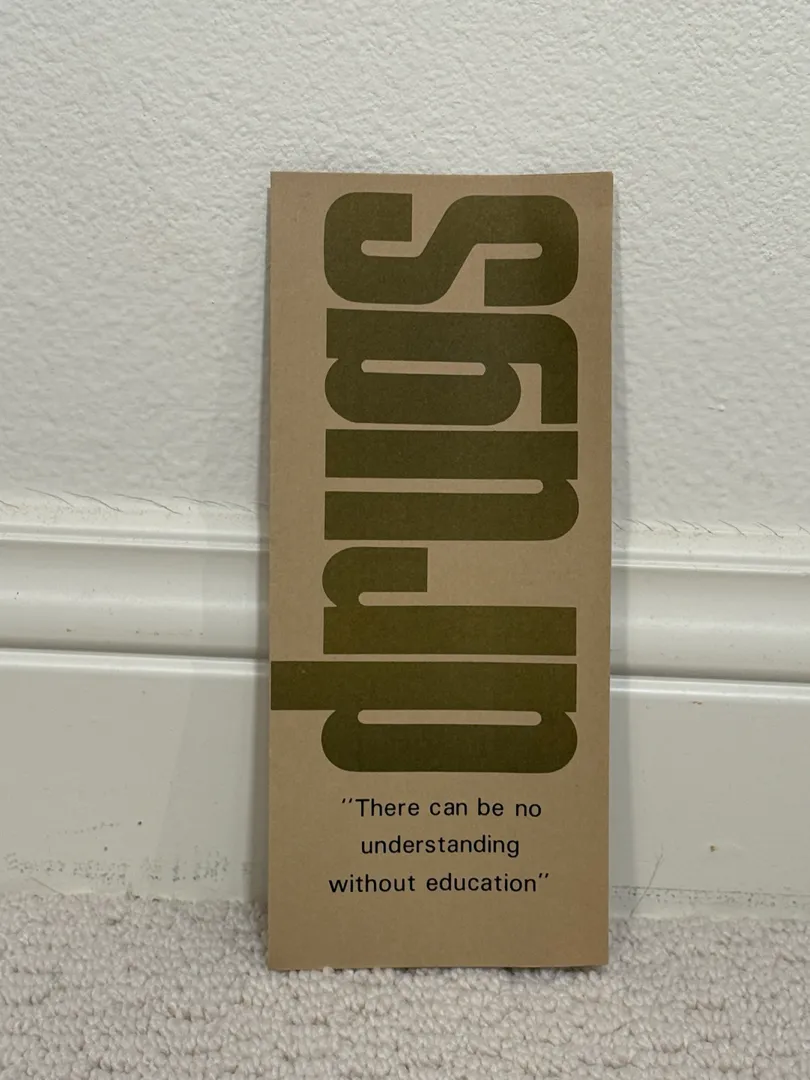 drugs
"There can be no
understanding
without education"